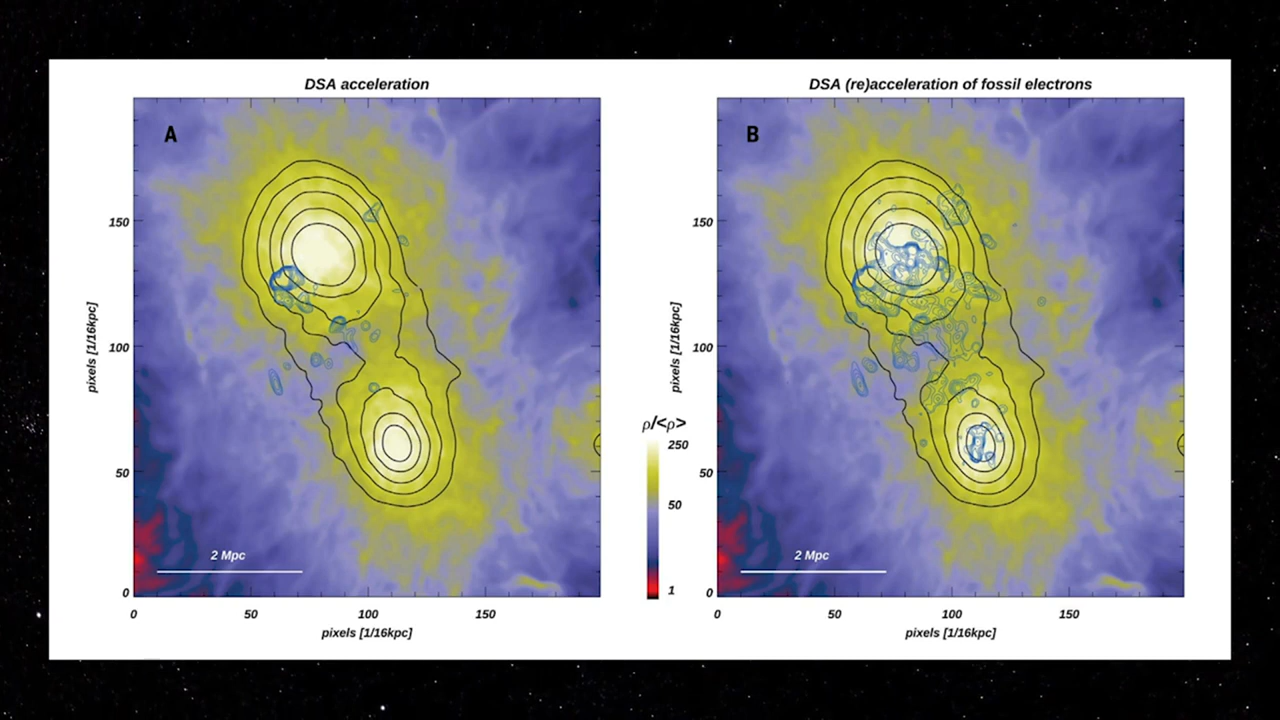 DSA acceleration
A
150
100
50
0
0 50 100 150
pixels [1/16kpc]
pixels [1/16kpc]
2 Mpc
ρ/<ρ>
250
50
1
DSA (re)acceleration of fossil electrons
B
150
100
50
0
0 50 100 150
pixels [1/16kpc]
pixels [1/16kpc]
2 Mpc